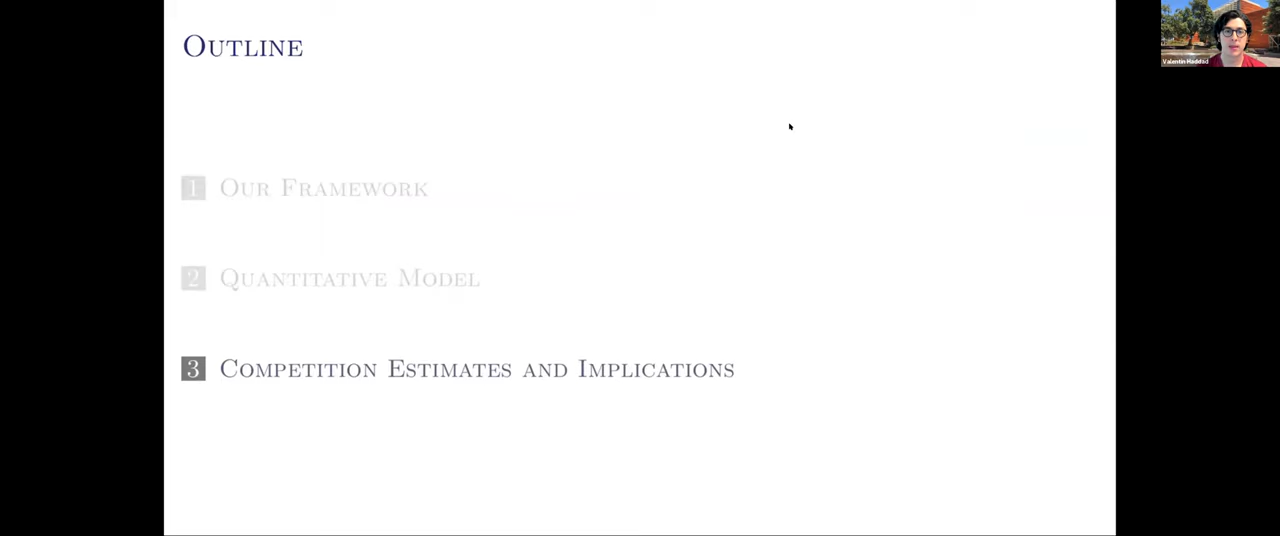 Outline
1 Our Framework
2 Quantitative Model
3 Competition Estimates and Implications
Valentin Haddad